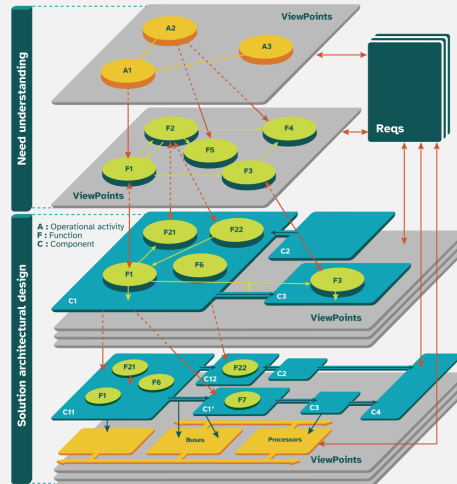 Need understanding
ViewPoints
A2
A3
A1
Reqs
F2
F4
F5
F1
F3
ViewPoints
Solution architectural design
A : Operational activity
F : Function
C : Component
F21
F22
C2
F1
F6
F3
C1
C3
ViewPoints
F21
F22
C2
F1
F6
C12
F7
C11
C1'
C3
C4
Buses
Processors
ViewPoints